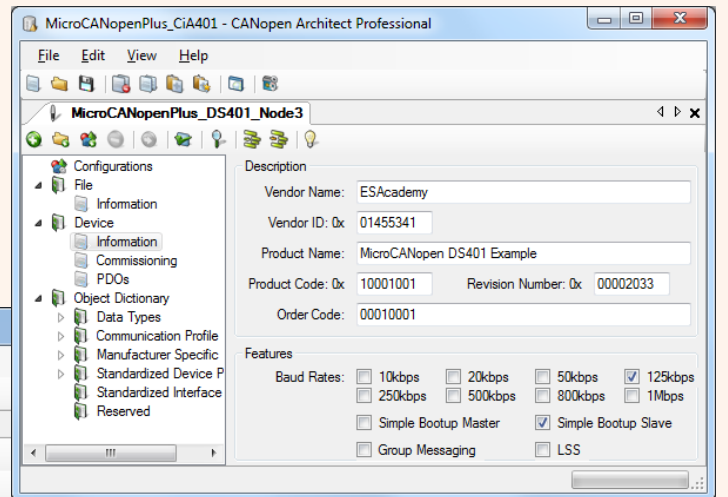 MicroCANopenPlus_CiA401 - CANopen Architect Professional
File Edit View Help
MicroCANopenPlus_DS401_Node3
Configurations
File
Information
Device
Information
Commissioning
PDOs
Object Dictionary
Data Types
Communication Profile
Manufacturer Specific
Standardized Device P
Standardized Interface
Reserved
Description
Vendor Name: ESAcademy
Vendor ID: 0x 01455341
Product Name: MicroCANopen DS401 Example
Product Code: 0x 10001001 Revision Number: 0x 00002033
Order Code: 00010001
Features
Baud Rates: 10kbps 20kbps 50kbps 125kbps
250kbps 500kbps 800kbps 1Mbps
Simple Bootup Master Simple Bootup Slave
Group Messaging LSS